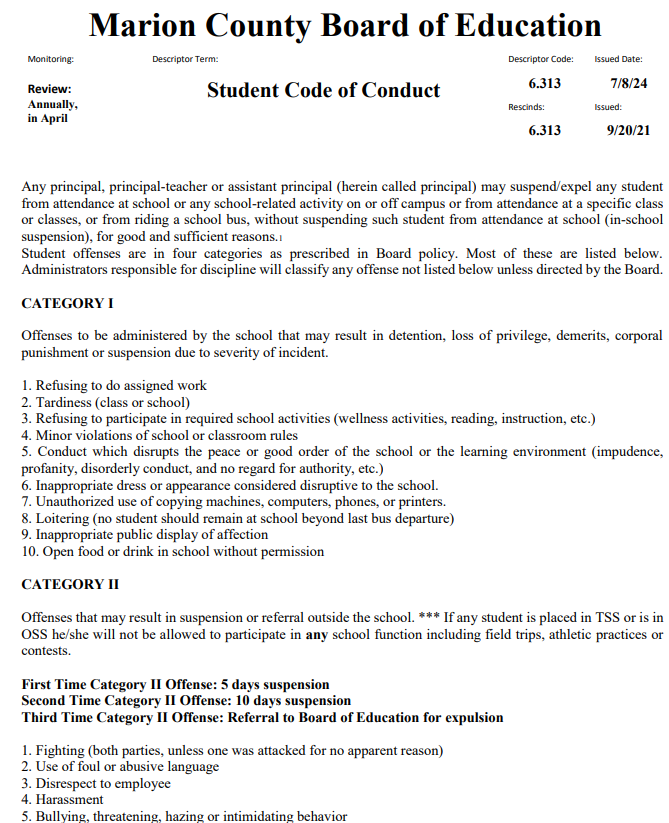 Marion County Board of Education
Monitoring:
Descriptor Term:
Descriptor Code:
Issued Date:
Review:
Annually,
in April
Student Code of Conduct
6.313
7/8/24
Rescinds:
Issued:
6.313
9/20/21
Any principal, principal-teacher or assistant principal (herein called principal) may suspend/expel any student
from attendance at school or any school-related activity on or off campus or from attendance at a specific class
or classes, or from riding a school bus, without suspending such student from attendance at school (in-school
suspension), for good and sufficient reasons.1
Student offenses are in four categories as prescribed in Board policy. Most of these are listed below.
Administrators responsible for discipline will classify any offense not listed below unless directed by the Board.
CATEGORY I
Offenses to be administered by the school that may result in detention, loss of privilege, demerits, corporal
punishment or suspension due to severity of incident.
1. Refusing to do assigned work
2. Tardiness (class or school)
3. Refusing to participate in required school activities (wellness activities, reading, instruction, etc.)
4. Minor violations of school or classroom rules
5. Conduct which disrupts the peace or good order of the school or the learning environment (impudence,
profanity, disorderly conduct, and no regard for authority, etc.)
6. Inappropriate dress or appearance considered disruptive to the school.
7. Unauthorized use of copying machines, computers, phones, or printers.
8. Loitering (no student should remain at school beyond last bus departure)
9. Inappropriate public display of affection
10. Open food or drink in school without permission
CATEGORY II
Offenses that may result in suspension or referral outside the school. *** If any student is placed in TSS or is in
OSS he/she will not be allowed to participate in any school function including field trips, athletic practices or
contests.
First Time Category II Offense: 5 days suspension
Second Time Category II Offense: 10 days suspension
Third Time Category II Offense: Referral to Board of Education for expulsion
1. Fighting (both parties, unless one was attacked for no apparent reason)
2. Use of foul or abusive language
3. Disrespect to employee
4. Harassment
5. Bullying, threatening, hazing or intimidating behavior